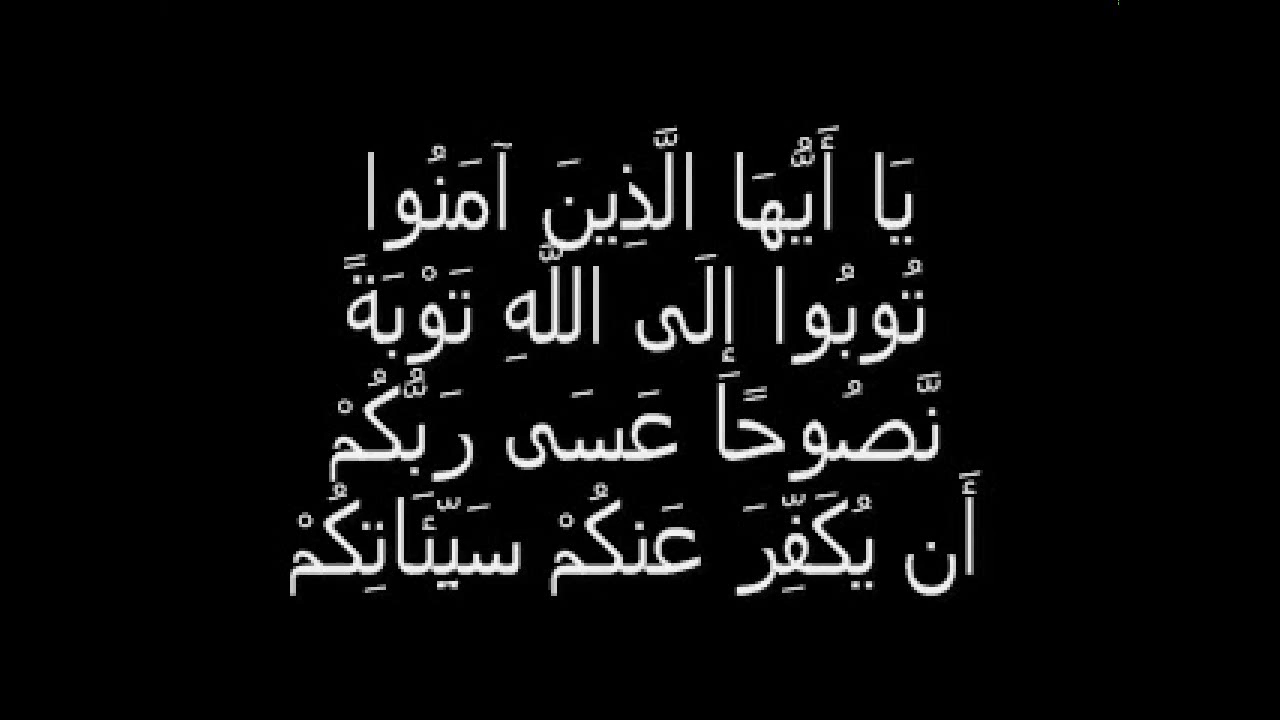 يَا أَيُّهَا الَّذِينَ آمَنُوا
تُوبُوا إِلَى اللَّهِ تَوْبَةً
نَّصُوحًا عَسَى رَبُّكُمْ
أَن يُكَفِّرَ عَنكُمْ سَيِّئَاتِكُمْ